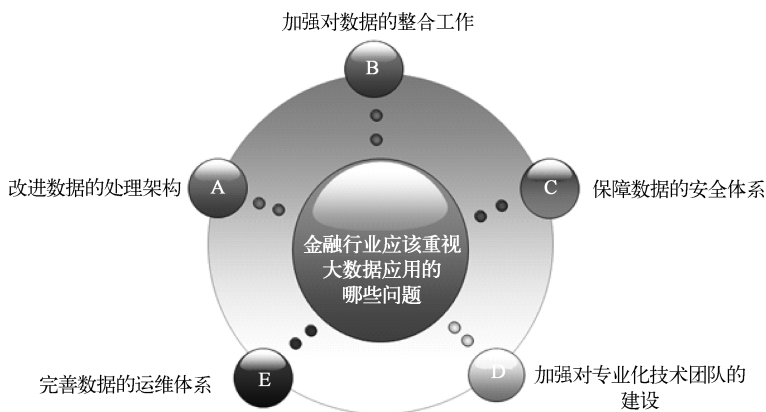 加强对数据的整合工作
B
改进数据的处理架构
A
C
保障数据的安全体系
金融行业应该重视
大数据应用的
哪些问题
完善数据的运维体系
E
D
加强对专业化技术团队的
建设